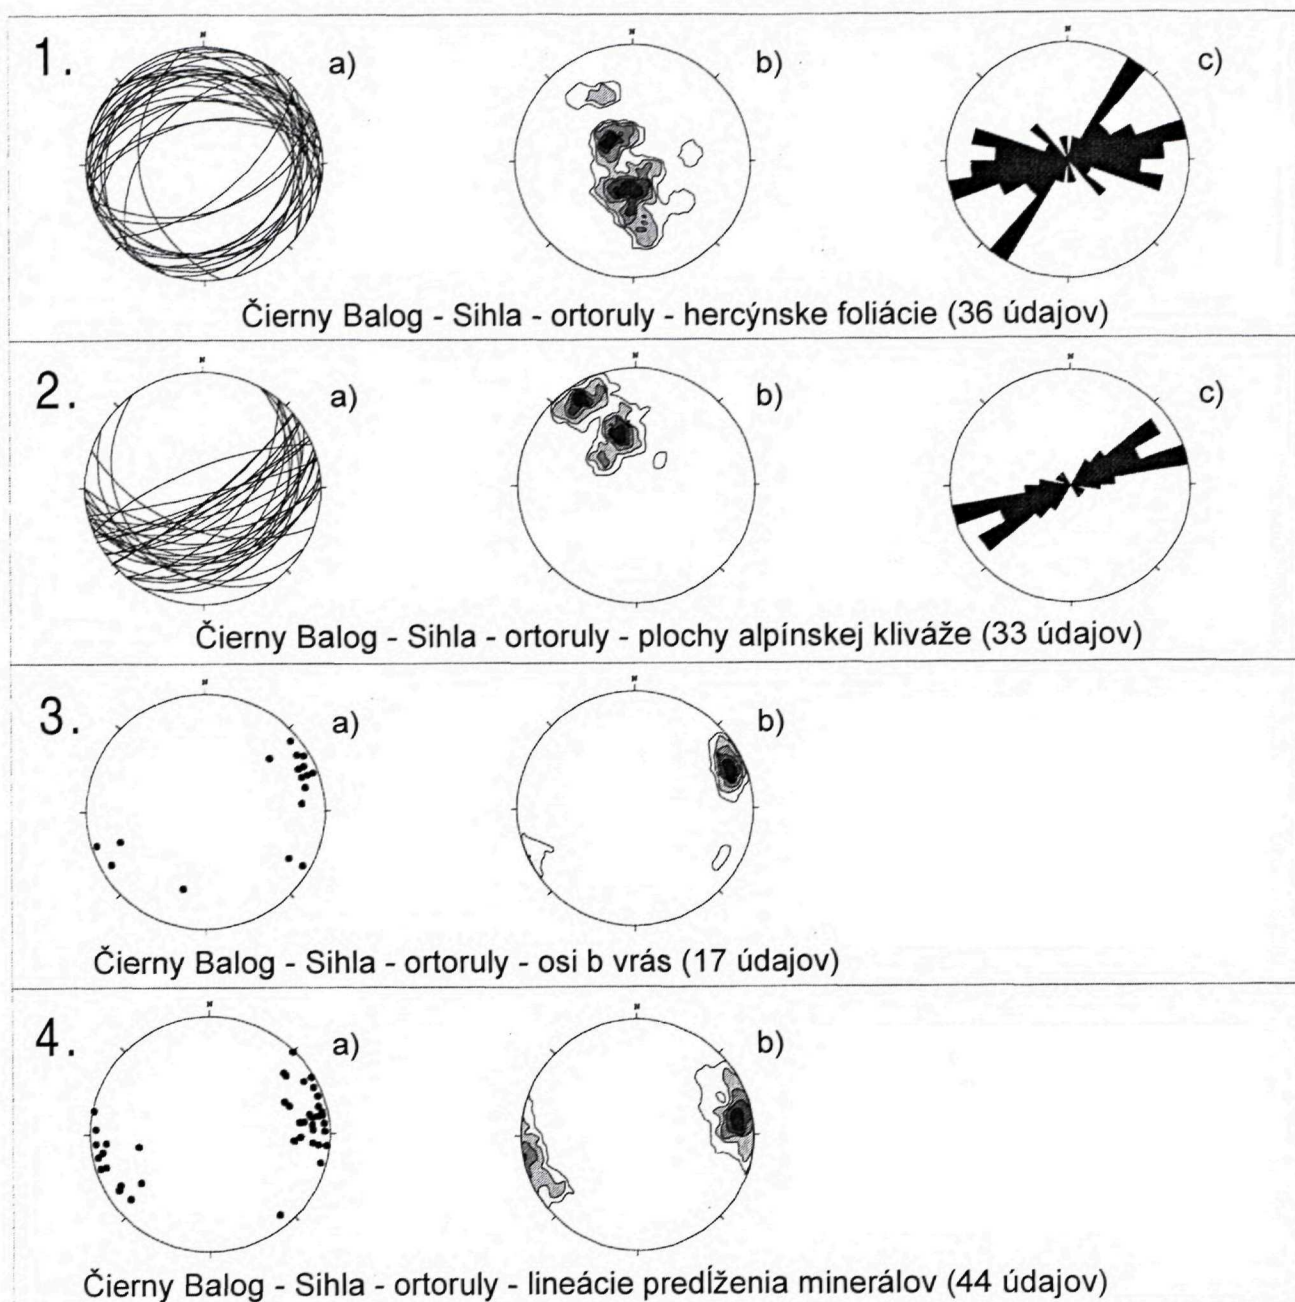 1.
a)
b)
c)
Čierny Balog - Sihla - ortoruly - hercýnske foliácie (36 údajov)
2.
a)
b)
c)
Čierny Balog - Sihla - ortoruly - plochy alpínskej kliváže (33 údajov)
3.
a)
b)
Čierny Balog - Sihla - ortoruly - osi b vrás (17 údajov)
4.
a)
b)
Čierny Balog - Sihla - ortoruly - lineácie predĺženia minerálov (44 údajov)